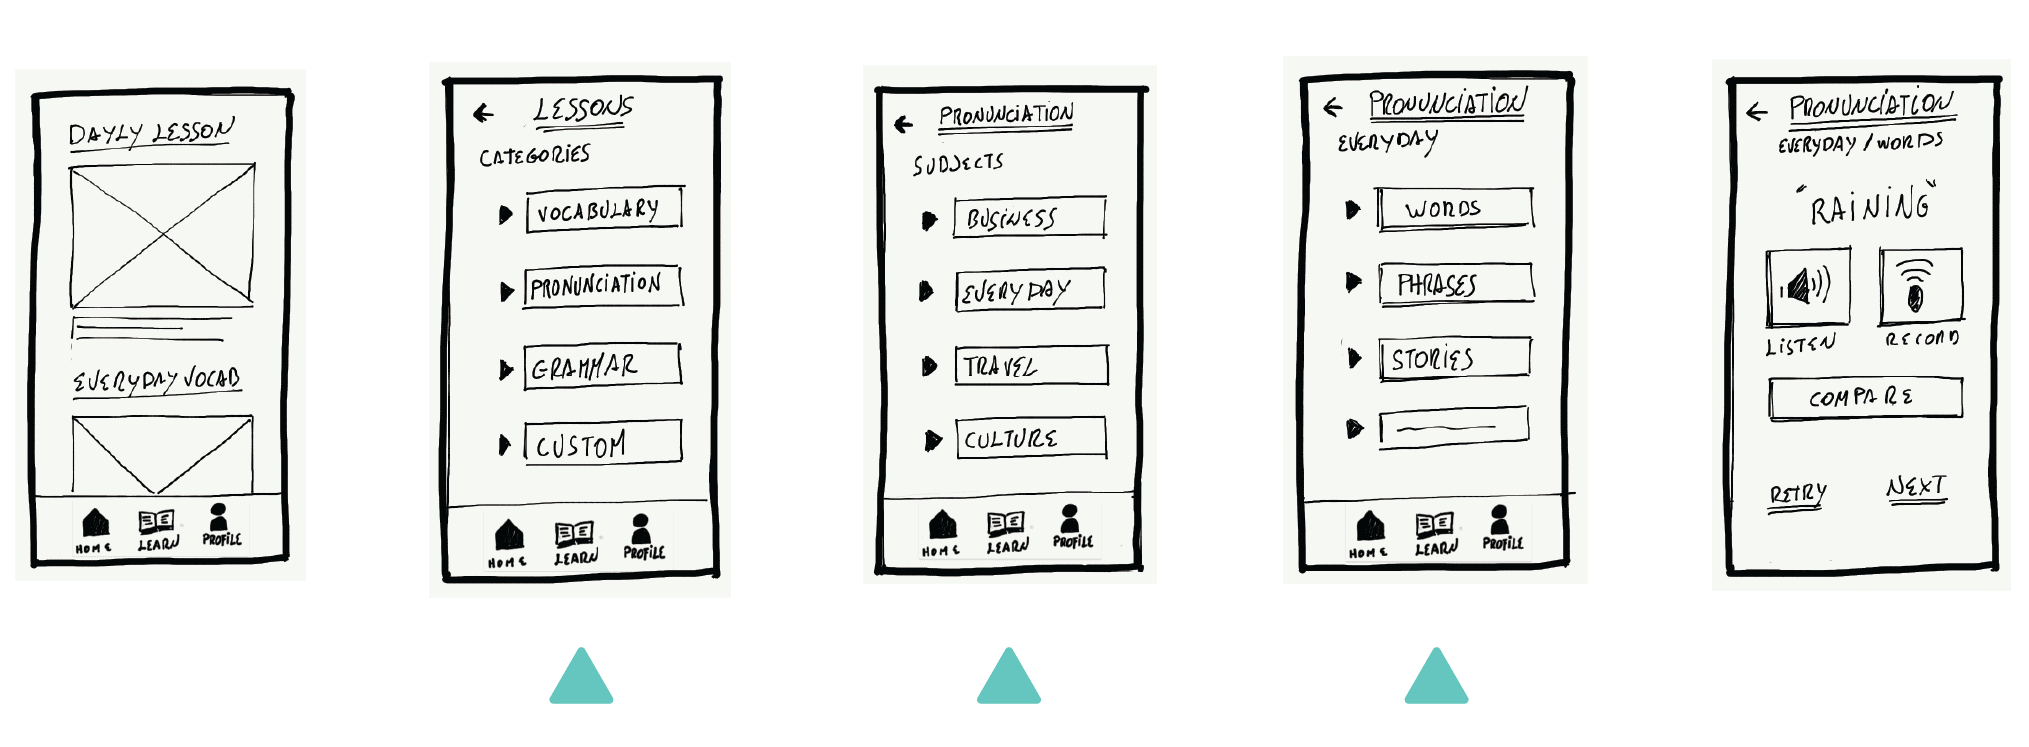 DAYLY LESSON
EVERYDAY VOCAB
HOME LEARN PROFILE
← LESSONS
CATEGORIES
VOCABULARY
PRONUNCIATION
GRAMMAR
CUSTOM
HOME LEARN PROFILE
← PRONUNCIATION
SUBJECTS
BUSINESS
EVERYDAY
TRAVEL
CULTURE
HOME LEARN PROFILE
← PRONUNCIATION
EVERYDAY
WORDS
PHRASES
STORIES
HOME LEARN PROFILE
← PRONUNCIATION
EVERYDAY / WORDS
"RAINING"
LISTEN RECORD
COMPARE
RETRY NEXT